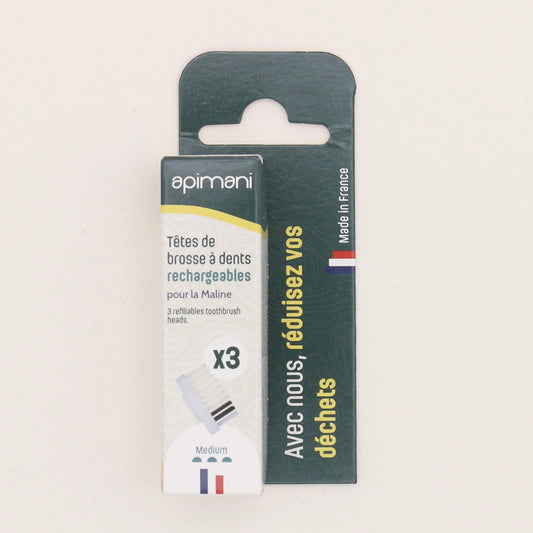 apimani
Têtes de
brosse à dents
rechargeables
pour la Maline
3 refillables toothbrush
heads.
x3
Medium
Avec nous, réduisez vos
déchets
Made in France